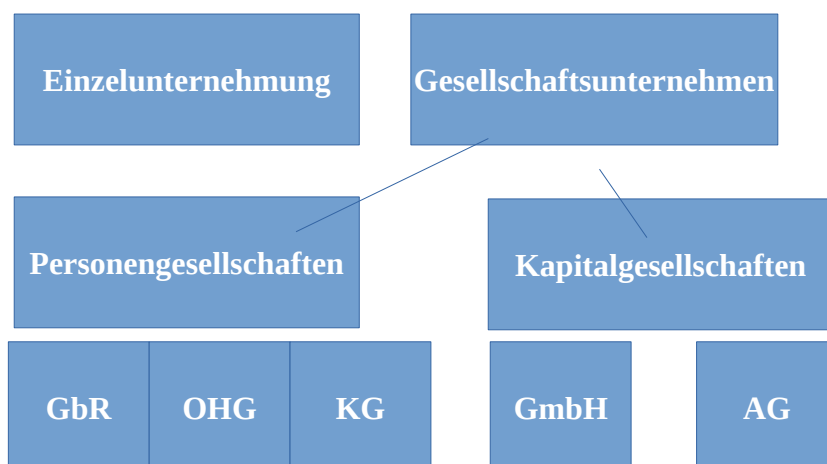 Einzelunternehmung
Gesellschaftsunternehmen
Personengesellschaften
Kapitalgesellschaften
GbR
OHG
KG
GmbH
AG